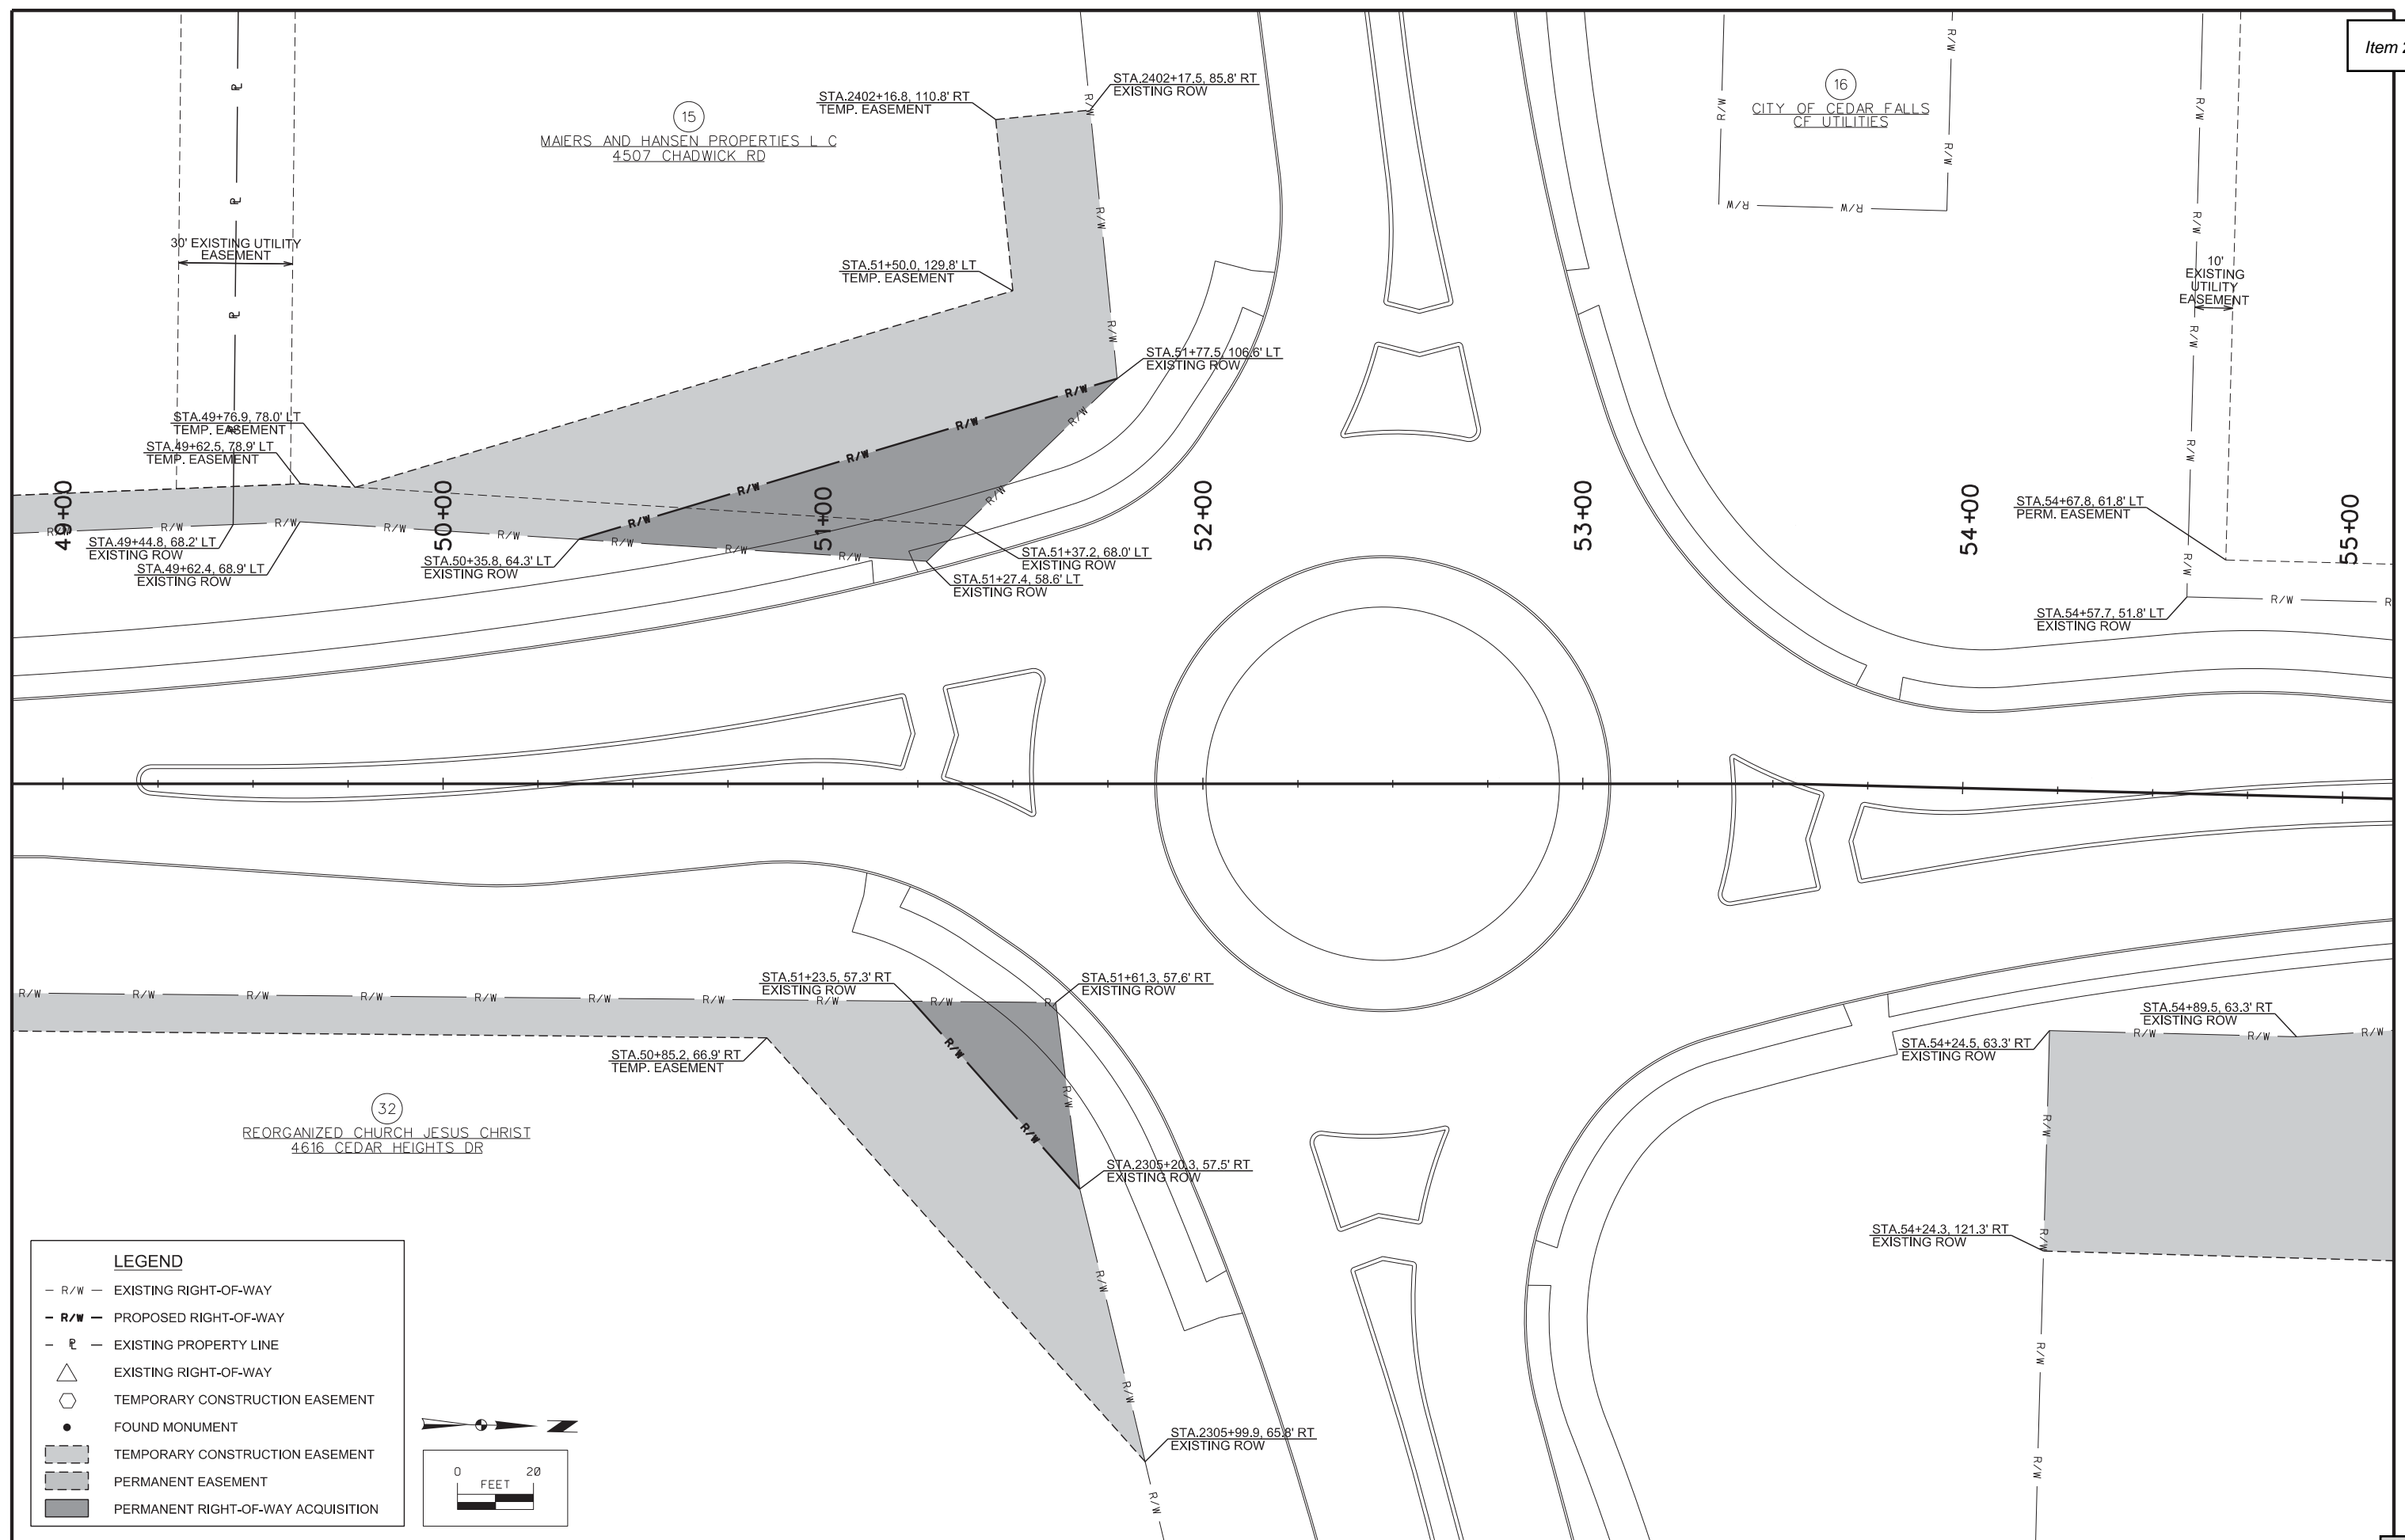 Item 2
15
MAIERS AND HANSEN PROPERTIES L C
4507 CHADWICK RD
STA.2402+16.8, 110.8' RT
TEMP. EASEMENT
STA.2402+17.5, 85.8' RT
EXISTING ROW
16
CITY OF CEDAR FALLS
CF UTILITIES
30' EXISTING UTILITY
EASEMENT
STA.51+50.0, 129.8' LT
TEMP. EASEMENT
10'
EXISTING
UTILITY
EASEMENT
STA.51+77.5, 106.6' LT
EXISTING ROW
STA.49+76.9, 78.0' LT
TEMP. EASEMENT
STA.49+62.5, 78.9' LT
TEMP. EASEMENT
49+00
50+00
51+00
52+00
53+00
54+00
55+00
STA.54+67.8, 61.8' LT
PERM. EASEMENT
STA.49+44.8, 68.2' LT
EXISTING ROW
STA.49+62.4, 68.9' LT
EXISTING ROW
STA.50+35.8, 64.3' LT
EXISTING ROW
STA.51+37.2, 68.0' LT
EXISTING ROW
STA.51+27.4, 58.6' LT
EXISTING ROW
STA.54+57.7, 51.8' LT
EXISTING ROW
R/W
R/W
R/W
R/W
R/W
STA.51+23.5, 57.3' RT
EXISTING ROW
STA.51+61.3, 57.6' RT
EXISTING ROW
STA.50+85.2, 66.9' RT
TEMP. EASEMENT
STA.54+89.5, 63.3' RT
EXISTING ROW
STA.54+24.5, 63.3' RT
EXISTING ROW
32
REORGANIZED CHURCH JESUS CHRIST
4616 CEDAR HEIGHTS DR
STA.2305+20.3, 57.5' RT
EXISTING ROW
STA.54+24.3, 121.3' RT
EXISTING ROW
STA.2305+99.9, 65.8' RT
EXISTING ROW
LEGEND
R/W EXISTING RIGHT-OF-WAY
R/W PROPOSED RIGHT-OF-WAY
PL EXISTING PROPERTY LINE
EXISTING RIGHT-OF-WAY
TEMPORARY CONSTRUCTION EASEMENT
FOUND MONUMENT
TEMPORARY CONSTRUCTION EASEMENT
PERMANENT EASEMENT
PERMANENT RIGHT-OF-WAY ACQUISITION
Z
0 20
FEET